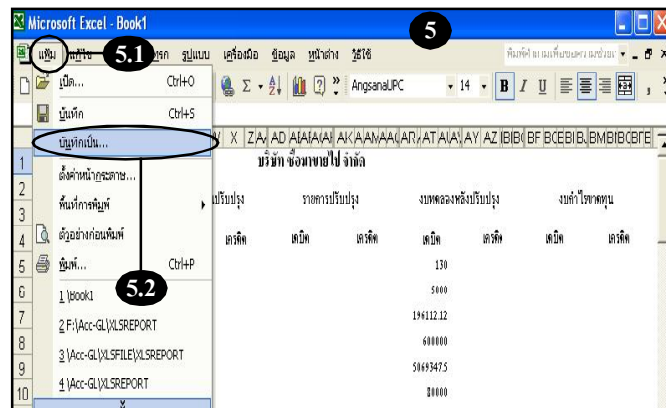 Microsoft Excel - Book1
5
แฟ้ม แก้ไข 5.1 แทรก รูปแบบ เครื่องมือ ข้อมูล หน้าต่าง วิธีใช้
AngsanaUPC 14 B I U
เปิด... Ctrl+O
บันทึก Ctrl+S
บันทึกเป็น...
ตั้งค่าหน้ากระดาษ...
พื้นที่การพิมพ์
ตัวอย่างก่อนพิมพ์
พิมพ์... Ctrl+P
5.2
1 \Book1
2 F:\Acc-GL\XLSREPORT
3 \Acc-GL\XLSFILE\XLSREPORT
4 \Acc-GL\XLSREPORT
1 บริษัท ซื้อมาขายไป จำกัด
2 ปรับปรุง รายการปรับปรุง งบทดลองหลังปรับปรุง งบกำไรขาดทุน
3
4 เครดิต เดบิต เครดิต เดบิต เครดิต เดบิต เครดิต
5 130
6 5000
7 196112.12
8 600000
9 5069347.5
10 80000